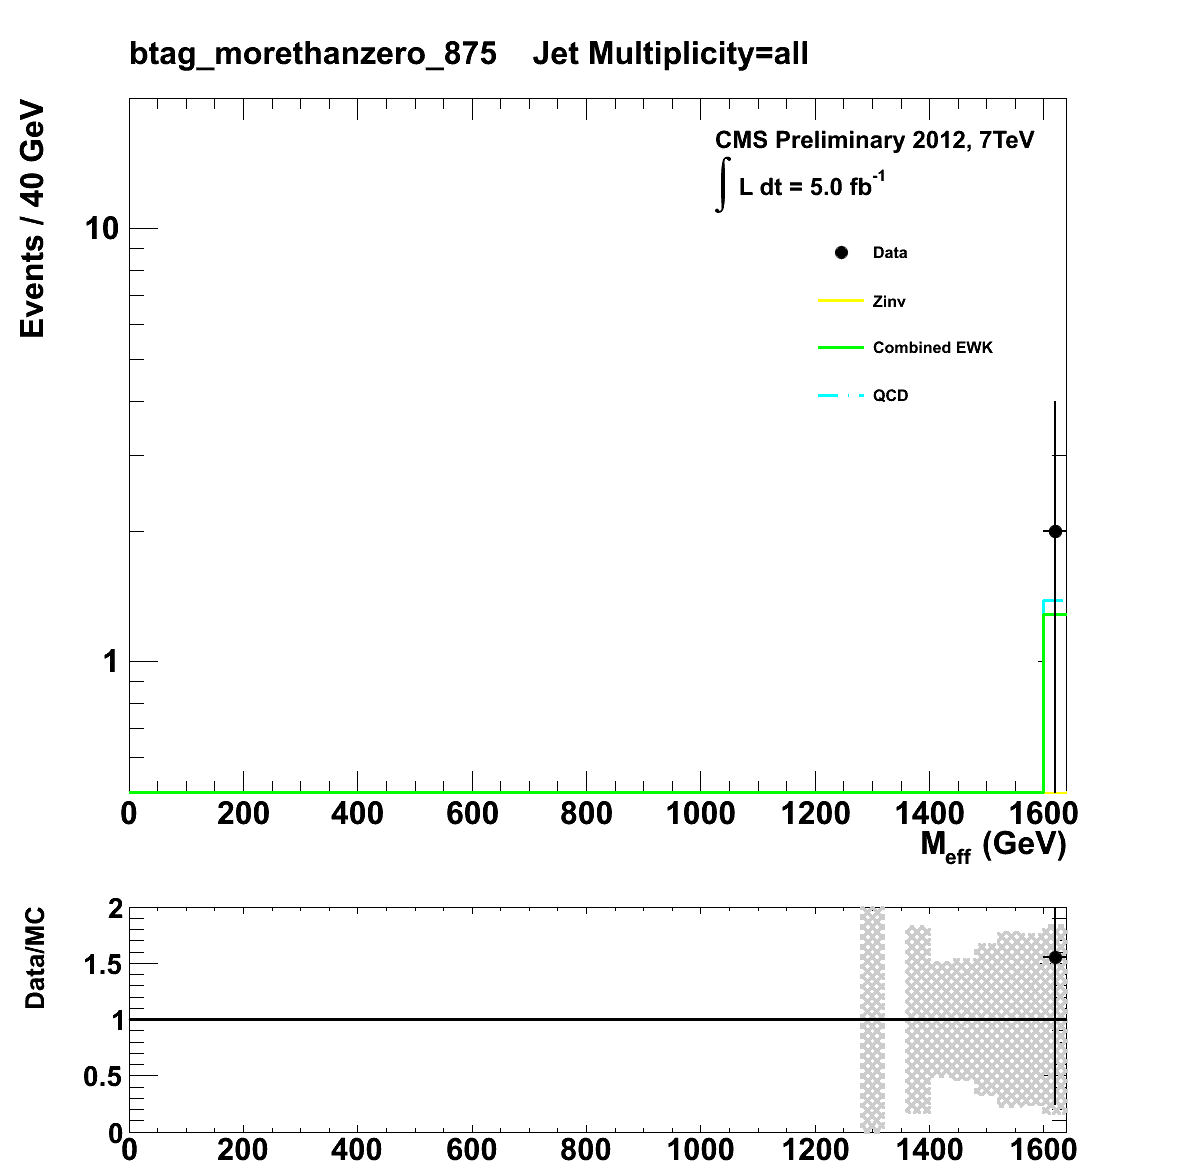 btag_morethanzero_875 Jet Multiplicity=all
Events / 40 GeV
CMS Preliminary 2012, 7TeV
∫ L dt = 5.0 fb⁻¹
Data
Zinv
Combined EWK
QCD
10
1
0 200 400 600 800 1000 1200 1400 1600
M_eff (GeV)
Data/MC
2
1.5
1
0.5
0
0 200 400 600 800 1000 1200 1400 1600